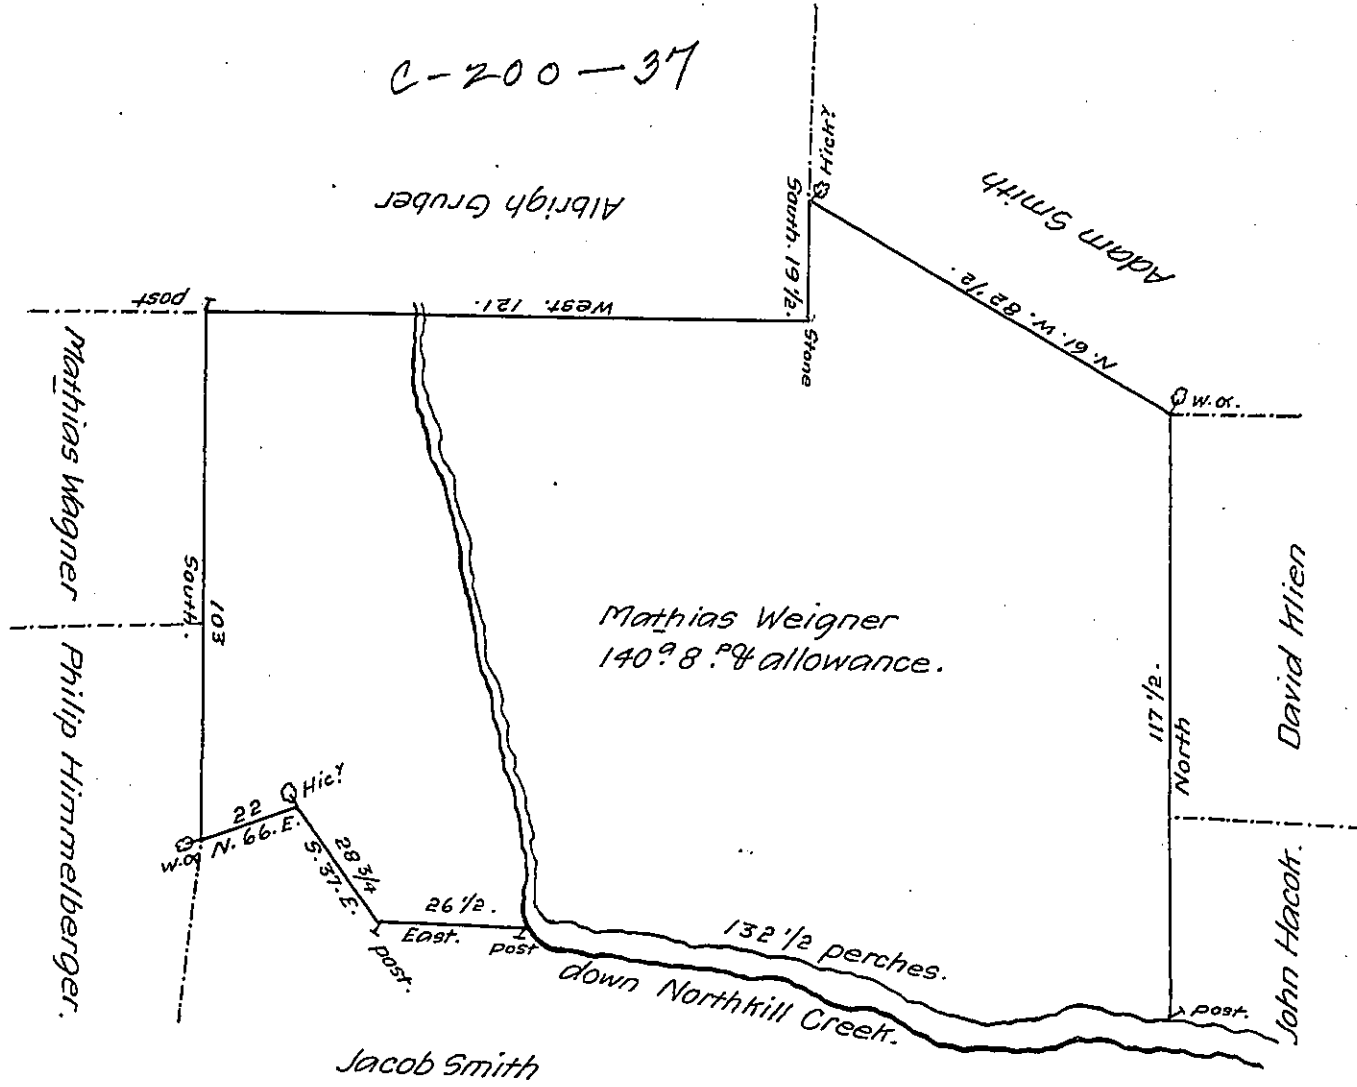 C-200-37
Albrigh Gruber
Adam Smith
Hick?
South. 19 1/2.
Stone
N. 61. W. 82 1/2.
W.O.
West. 121.
post
Mathias Wagner
South.
103
Philip Himmelberger.
Mathias Weigner
140 a 8 p & allowance.
David Klien
117 1/2.
North
John Hacok.
post.
W.O.
22
N. 66. E.
Hicy
28 3/4
S. 37. E.
post.
26 1/2.
East.
post
132 1/2 perches.
down Northkill Creek.
Jacob Smith